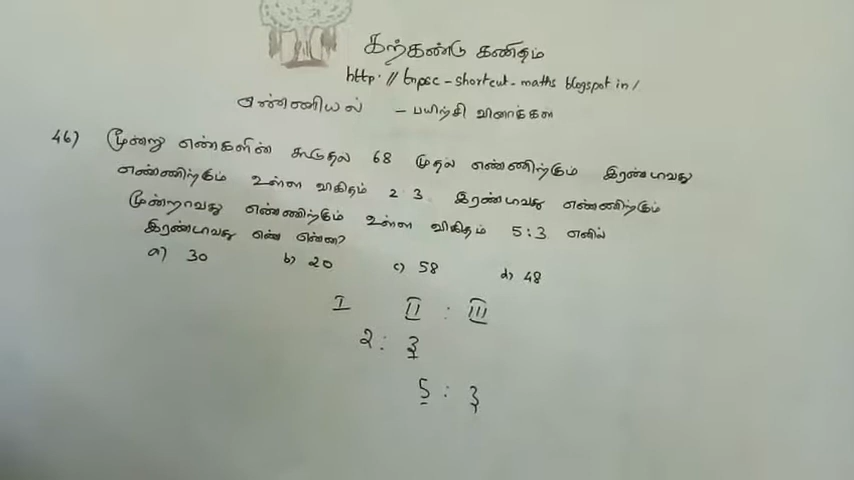 கற்கண்டு கணிதம்
http://tnpsc-shortcut-maths blogspot.in/
எண்ணியல் - பயிற்சி வினாக்கள்
46) மூன்று எண்களின் கூடுதல் 68 முதல் எண்ணிற்கும் இரண்டாவது
எண்ணிற்கும் உள்ள விகிதம் 2 3 இரண்டாவது எண்ணிற்கும்
மூன்றாவது எண்ணிற்கும் உள்ள விகிதம் 5:3 எனில்
இரண்டாவது எண் என்ன?
a) 30 b) 20 c) 58 d) 48
I II : III
2 : 3
5 : 3